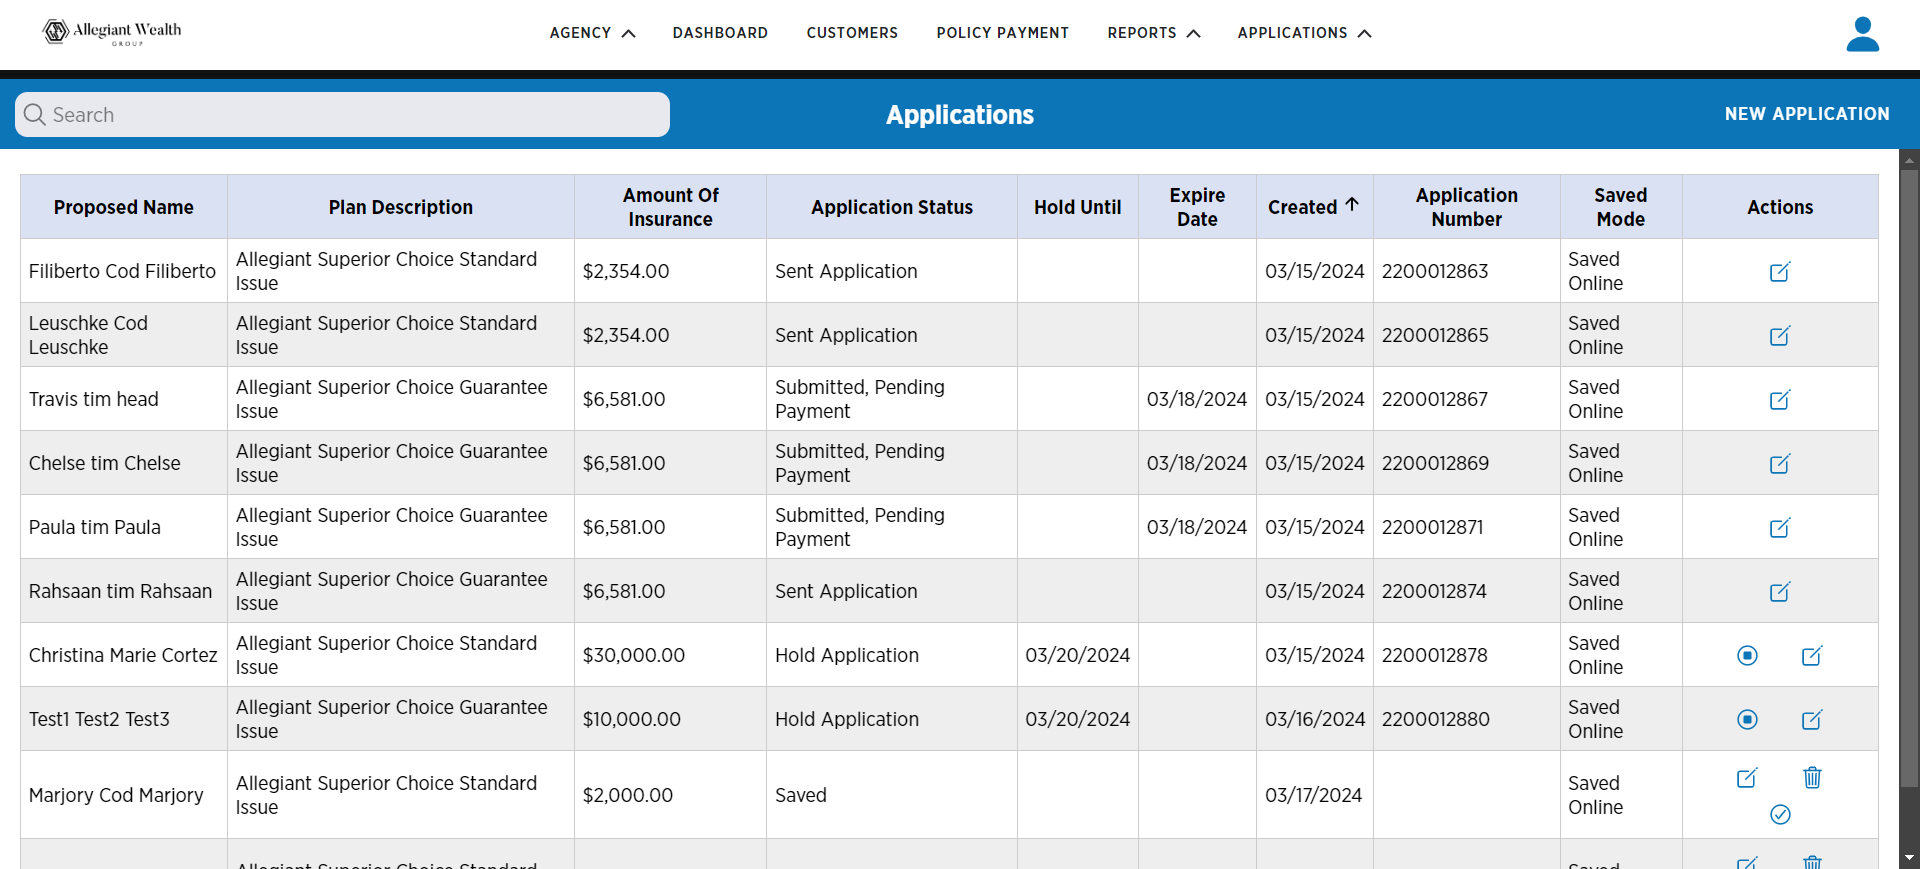 Allegiant Wealth
GROUP
AGENCY
DASHBOARD
CUSTOMERS
POLICY PAYMENT
REPORTS
APPLICATIONS
Search
Applications
NEW APPLICATION
Proposed Name
Plan Description
Amount Of
Insurance
Application Status
Hold Until
Expire
Date
Created
Application
Number
Saved
Mode
Actions
Filiberto Cod Filiberto
Allegiant Superior Choice Standard
Issue
$2,354.00
Sent Application
03/15/2024
2200012863
Saved
Online
Leuschke Cod
Leuschke
Allegiant Superior Choice Standard
Issue
$2,354.00
Sent Application
03/15/2024
2200012865
Saved
Online
Travis tim head
Allegiant Superior Choice Guarantee
Issue
$6,581.00
Submitted, Pending
Payment
03/18/2024
03/15/2024
2200012867
Saved
Online
Chelse tim Chelse
Allegiant Superior Choice Guarantee
Issue
$6,581.00
Submitted, Pending
Payment
03/18/2024
03/15/2024
2200012869
Saved
Online
Paula tim Paula
Allegiant Superior Choice Guarantee
Issue
$6,581.00
Submitted, Pending
Payment
03/18/2024
03/15/2024
2200012871
Saved
Online
Rahsaan tim Rahsaan
Allegiant Superior Choice Guarantee
Issue
$6,581.00
Sent Application
03/15/2024
2200012874
Saved
Online
Christina Marie Cortez
Allegiant Superior Choice Standard
Issue
$30,000.00
Hold Application
03/20/2024
03/15/2024
2200012878
Saved
Online
Test1 Test2 Test3
Allegiant Superior Choice Guarantee
Issue
$10,000.00
Hold Application
03/20/2024
03/16/2024
2200012880
Saved
Online
Marjory Cod Marjory
Allegiant Superior Choice Standard
Issue
$2,000.00
Saved
03/17/2024
Saved
Online
Allegiant Superior Choice Standard
Saved